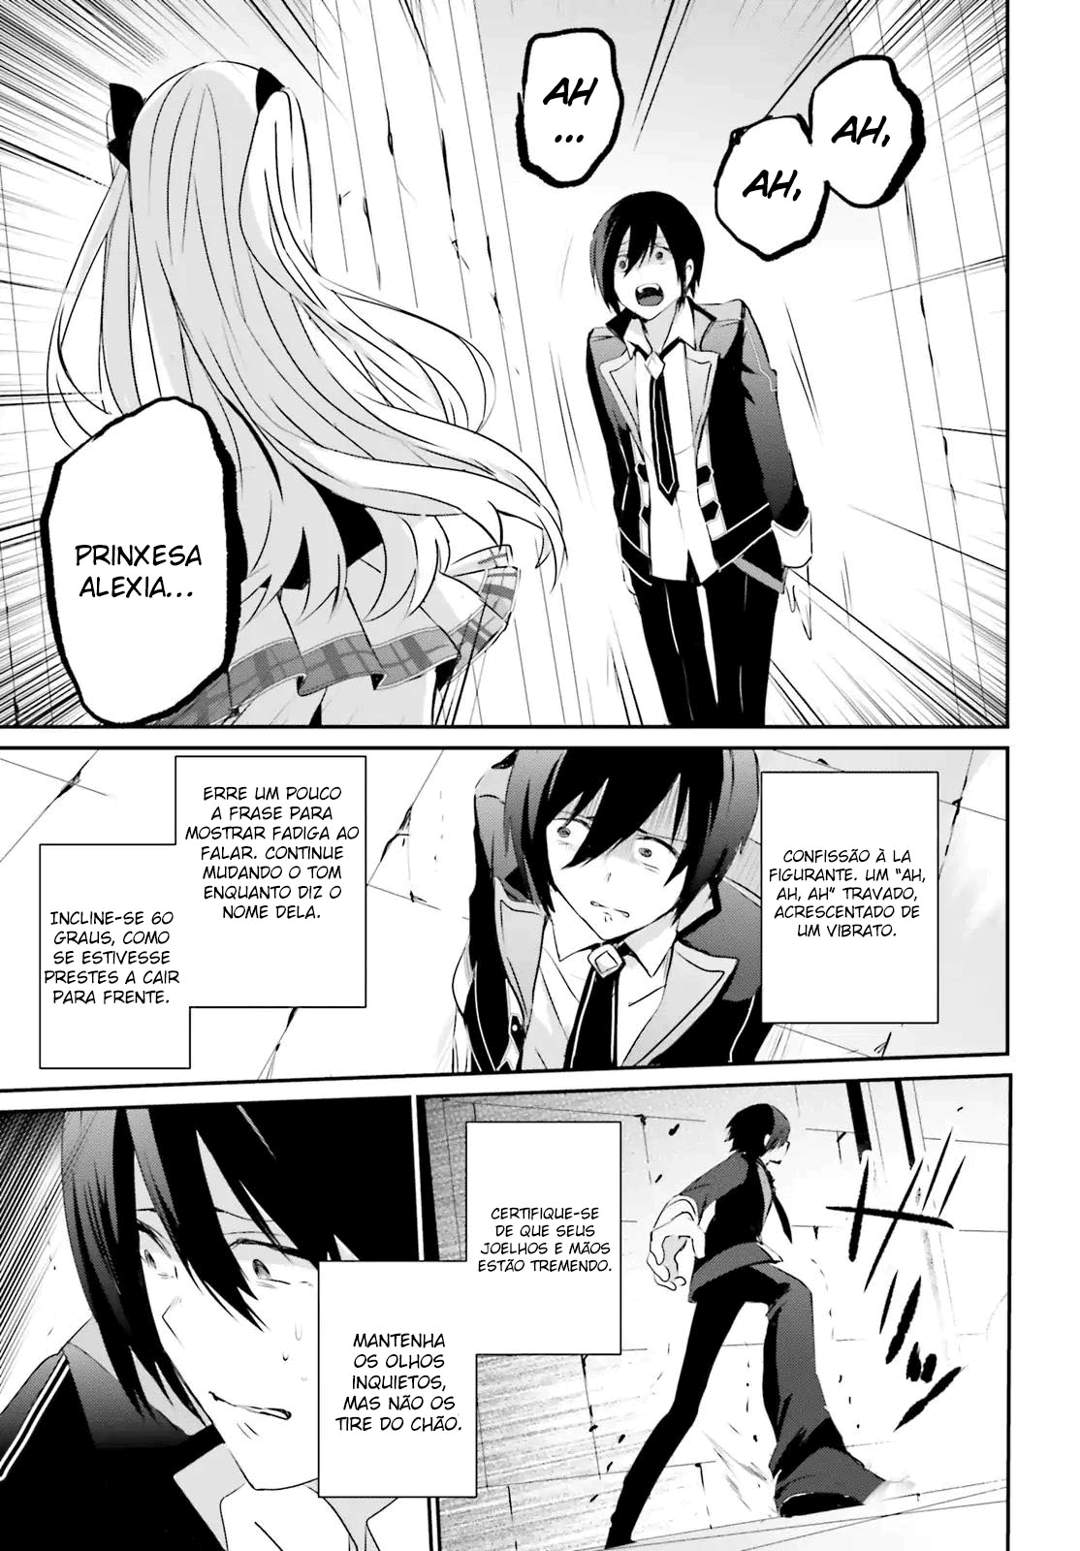 AH,
AH,
AH
...
PRINXESA
ALEXIA...
CONFISSÃO À LA
FIGURANTE. UM "AH,
AH, AH" TRAVADO,
ACRESCENTADO DE
UM VIBRATO.
ERRE UM POUCO
A FRASE PARA
MOSTRAR FADIGA AO
FALAR. CONTINUE
MUDANDO O TOM
ENQUANTO DIZ O
NOME DELA.
INCLINE-SE 60
GRAUS, COMO
SE ESTIVESSE
PRESTES A CAIR
PARA FRENTE.
CERTIFIQUE-SE
DE QUE SEUS
JOELHOS E MÃOS
ESTÃO TREMENDO.
MANTENHA
OS OLHOS
INQUIETOS,
MAS NÃO OS
TIRE DO CHÃO.